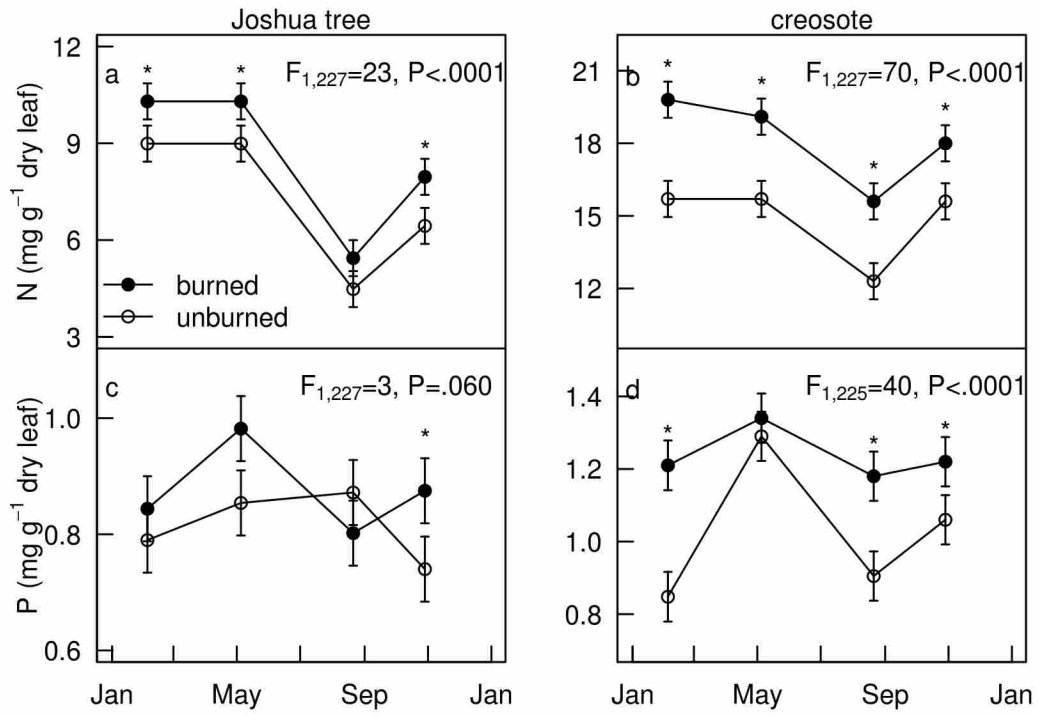 Joshua tree
creosote
a
* * *
F1,227=23, P<.0001
12
9
6
3
N (mg g−1 dry leaf)
burned
unburned
b
* * * *
F1,227=70, P<.0001
21
18
15
12
c
*
F1,227=3, P=.060
1.0
0.8
0.6
P (mg g−1 dry leaf)
Jan May Sep Jan
d
* * *
F1,225=40, P<.0001
1.4
1.2
1.0
0.8
Jan May Sep Jan